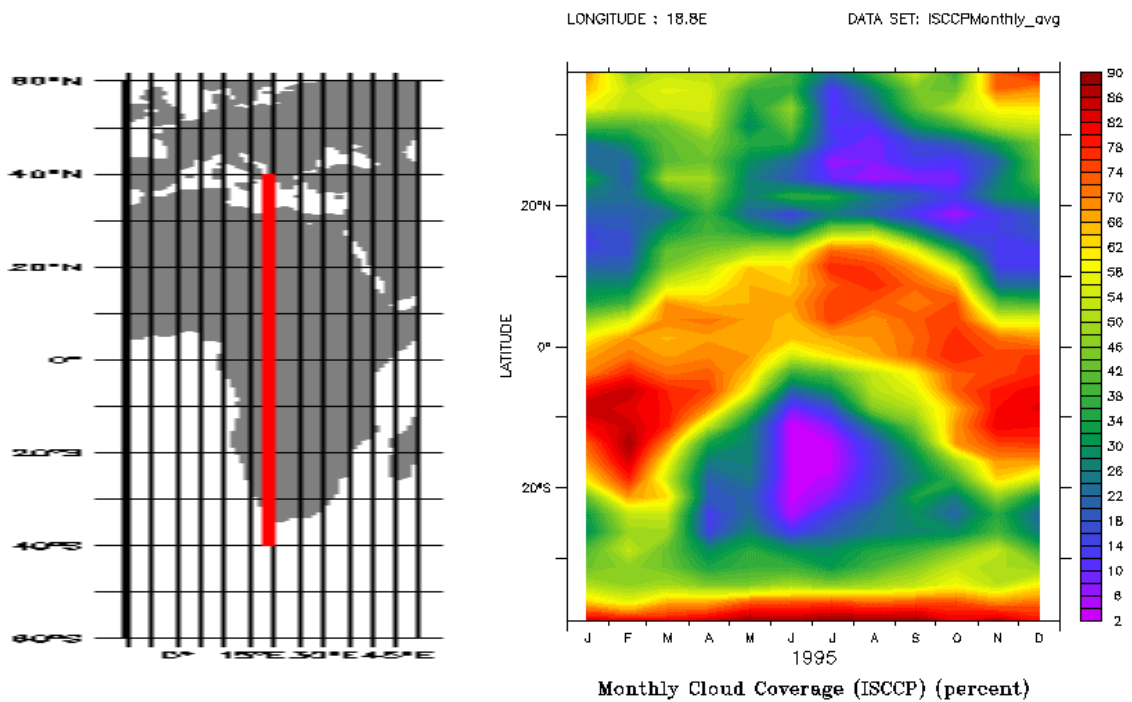 LONGITUDE : 18.8E
DATA SET: ISCCPMonthly_avg
60°N
40°N
20°N
0°
20°S
40°S
60°S
0° 15°E 30°E 45°E
LATITUDE
20°N
0°
20°S
J F M A M J J A S O N D
1995
90
86
82
78
74
70
66
62
58
54
50
46
42
38
34
30
26
22
18
14
10
6
2
Monthly Cloud Coverage (ISCCP) (percent)